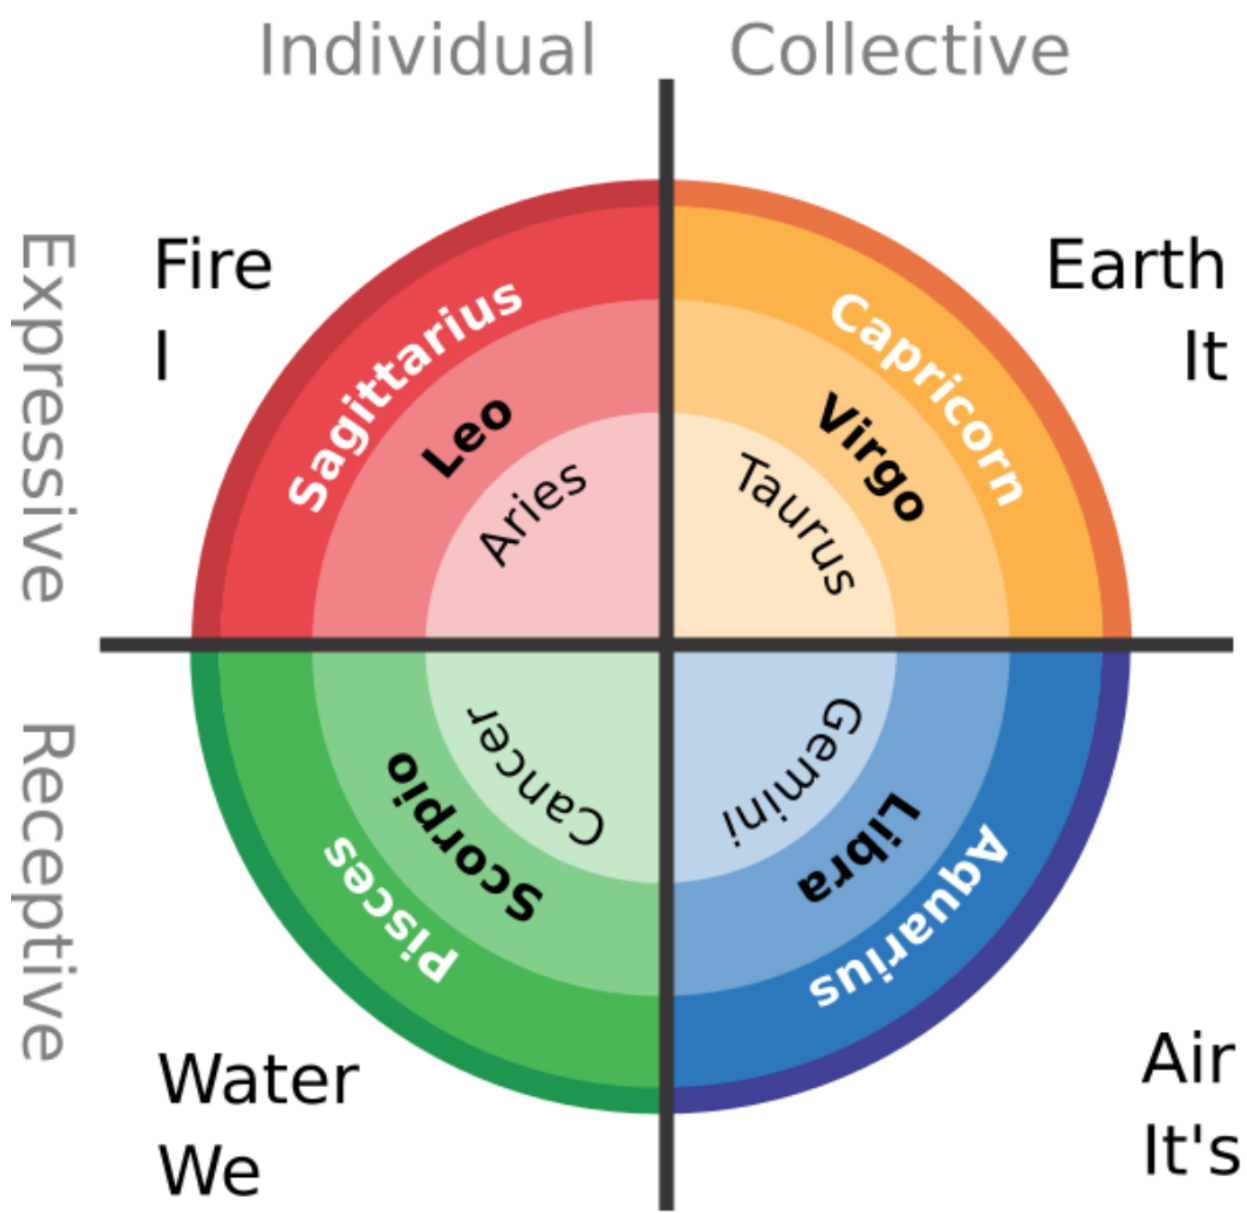 Individual
Collective
Expressive
Receptive
Fire
I
Earth
It
Sagittarius
Leo
Aries
Capricorn
Virgo
Taurus
Cancer
Scorpio
Pisces
Gemini
Libra
Aquarius
Water
We
Air
It's